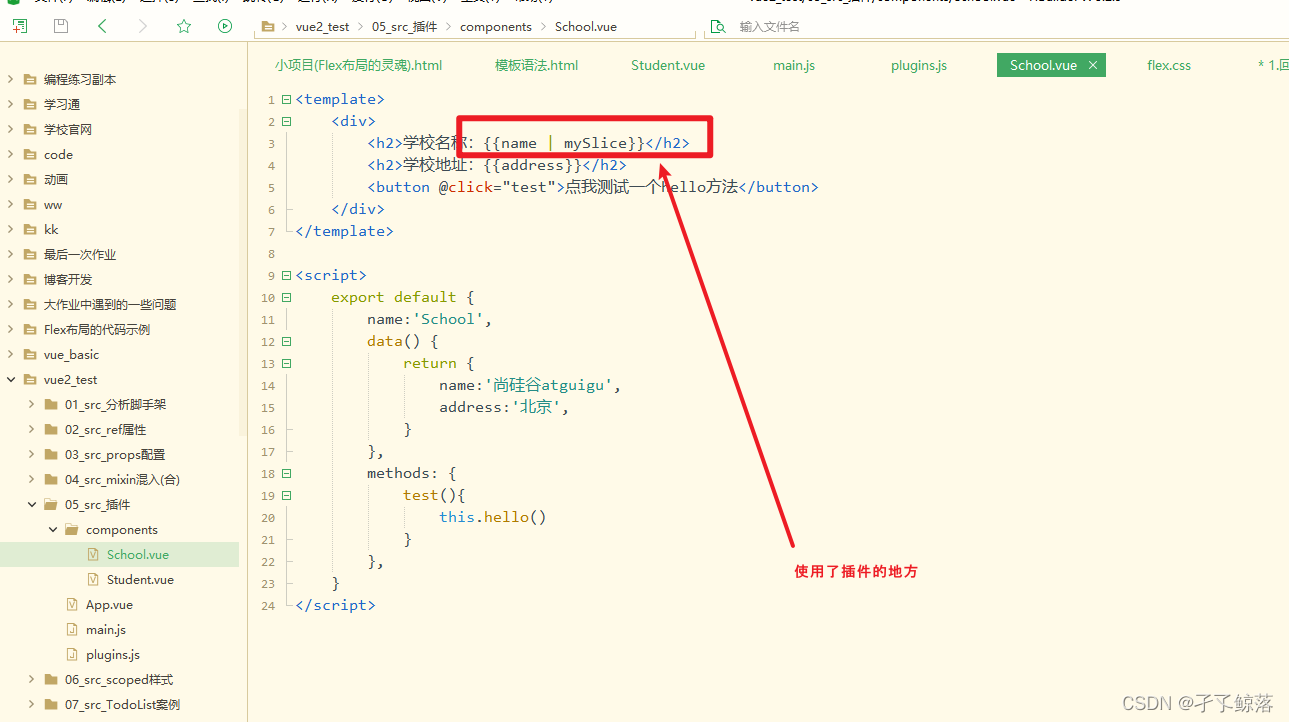 vue2_test
05_src_插件
components
School.vue
输入文件名
小项目(Flex布局的灵魂).html
模板语法.html
Student.vue
main.js
plugins.js
School.vue ×
flex.css
* 1.回
编程练习副本
学习通
学校官网
code
动画
ww
kk
最后一次作业
博客开发
大作业中遇到的一些问题
Flex布局的代码示例
vue_basic
vue2_test
01_src_分析脚手架
02_src_ref属性
03_src_props配置
04_src_mixin混入(合)
05_src_插件
components
School.vue
Student.vue
App.vue
main.js
plugins.js
06_src_scoped样式
07_src_TodoList案例
1 <template>
2 <div>
3 <h2>学校名称: {{name | mySlice}}</h2>
4 <h2>学校地址: {{address}}</h2>
5 <button @click="test">点我测试一个hello方法</button>
6 </div>
7 </template>
8
9 <script>
10 export default {
11 name:'School',
12 data() {
13 return {
14 name:'尚硅谷atguigu',
15 address:'北京',
16 }
17 },
18 methods: {
19 test(){
20 this.hello()
21 }
22 },
23 }
24 </script>
使用了插件的地方
CSDN @孑孓鲸落